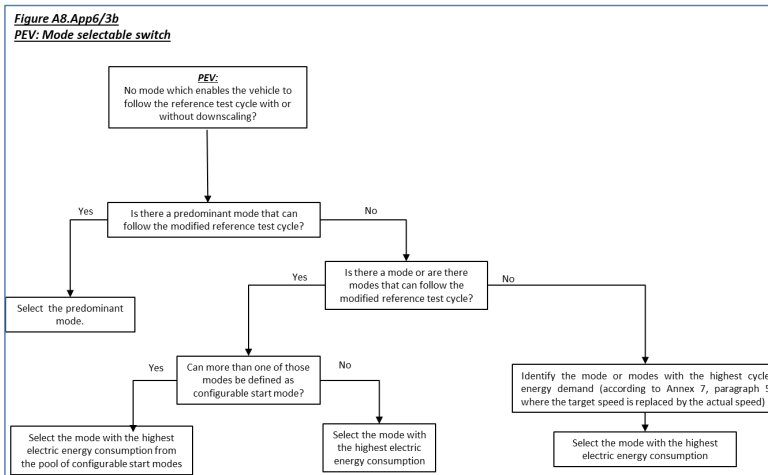 Figure A8.App6/3b
PEV: Mode selectable switch
PEV:
No mode which enables the vehicle to
follow the reference test cycle with or
without downscaling?
Yes
Is there a predominant mode that can
follow the modified reference test cycle?
No
Select the predominant
mode.
Yes
Is there a mode or are there
modes that can follow the
modified reference test cycle?
No
Yes
Can more than one of those
modes be defined as
configurable start mode?
No
Identify the mode or modes with the highest cycle
energy demand (according to Annex 7, paragraph 5
where the target speed is replaced by the actual speed)
Select the mode with the highest
electric energy consumption from
the pool of configurable start modes
Select the mode with
the highest electric
energy consumption
Select the mode with the highest
electric energy consumption